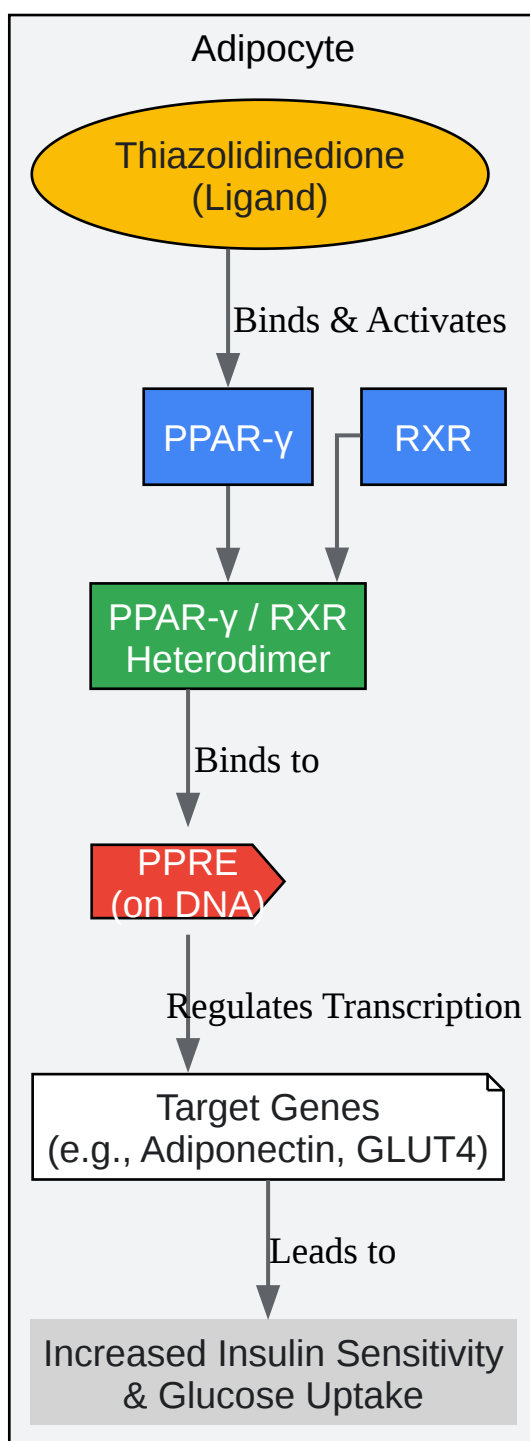 Adipocyte
Thiazolidinedione
(Ligand)
Binds & Activates
PPAR-γ
RXR
PPAR-γ / RXR
Heterodimer
Binds to
PPRE
(on DNA)
Regulates Transcription
Target Genes
(e.g., Adiponectin, GLUT4)
Leads to
Increased Insulin Sensitivity
& Glucose Uptake